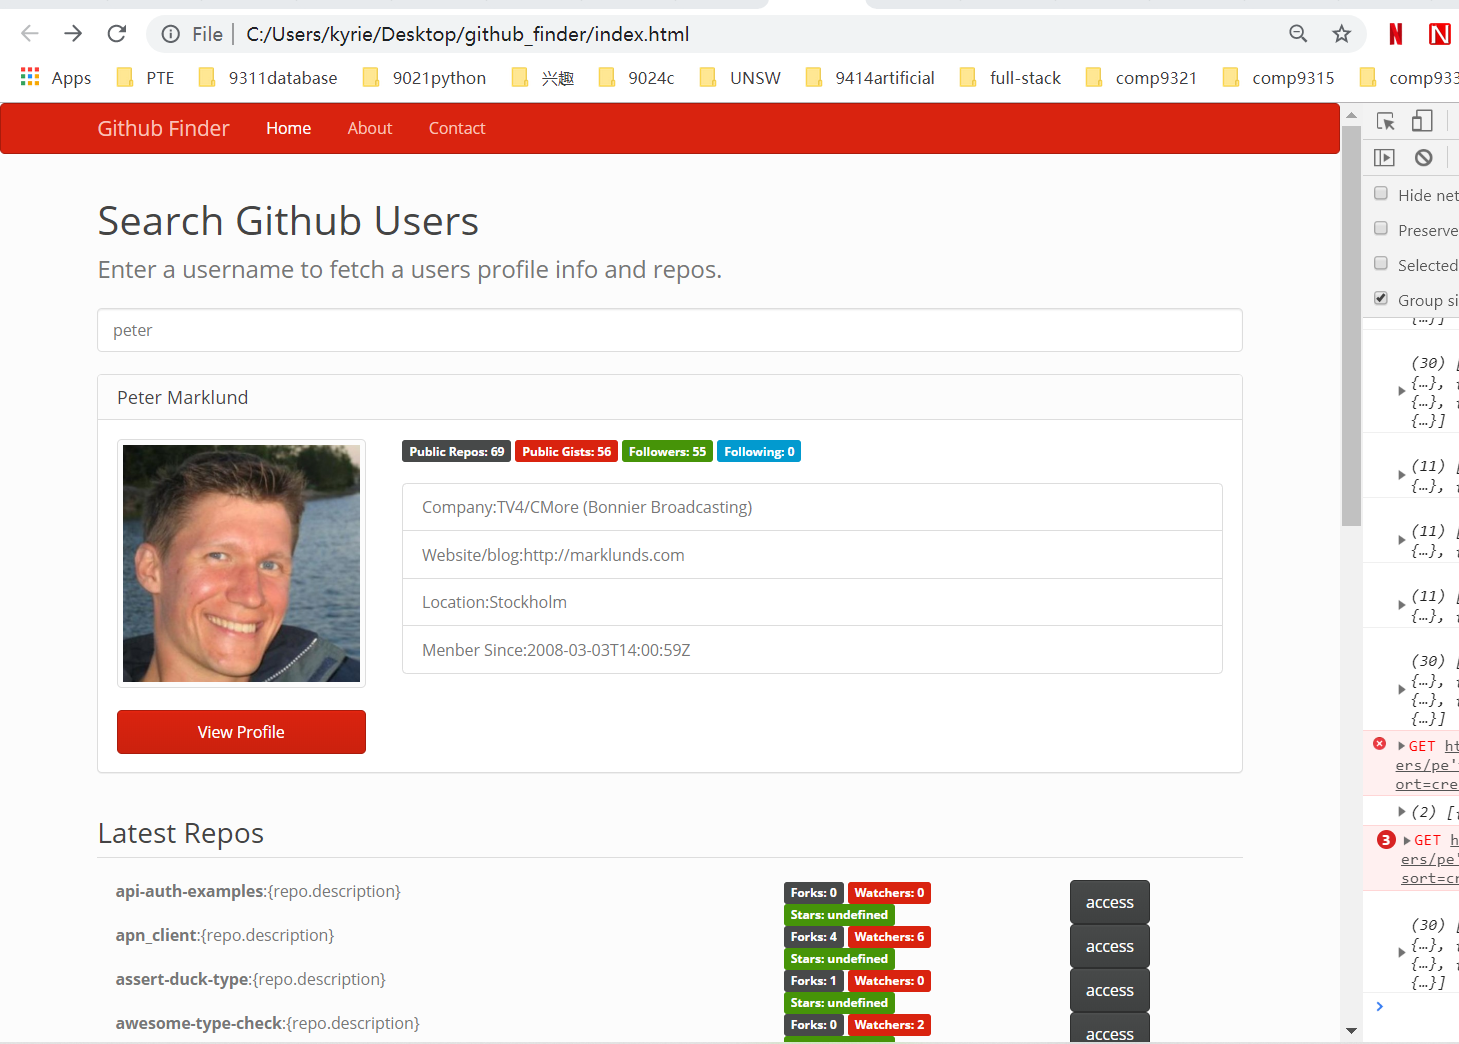 File | C:/Users/kyrie/Desktop/github_finder/index.html
Apps PTE 9311database 9021python 兴趣 9024c UNSW 9414artificial full-stack comp9321 comp9315 comp933
Github Finder Home About Contact
Hide net
Preserve
Selected
Group si
Search Github Users
Enter a username to fetch a users profile info and repos.
peter
Peter Marklund
Public Repos: 69 Public Gists: 56 Followers: 55 Following: 0
Company:TV4/CMore (Bonnier Broadcasting)
Website/blog:http://marklunds.com
Location:Stockholm
Menber Since:2008-03-03T14:00:59Z
View Profile
Latest Repos
api-auth-examples:{repo.description} Forks: 0 Watchers: 0 access
Stars: undefined
apn_client:{repo.description} Forks: 4 Watchers: 6 access
Stars: undefined
assert-duck-type:{repo.description} Forks: 1 Watchers: 0 access
Stars: undefined
awesome-type-check:{repo.description} Forks: 0 Watchers: 2 access
{…}]
(30) [
{…},
{…},
{…}]
(11) [
{…},
(11) [
{…},
(11) [
{…},
(30) [
{…},
{…},
{…}]
GET ht
ers/pe'
ort=cre
(2) [
3 GET h
ers/pe'
sort=cr
(30) [
{…},
{…},
{…}]